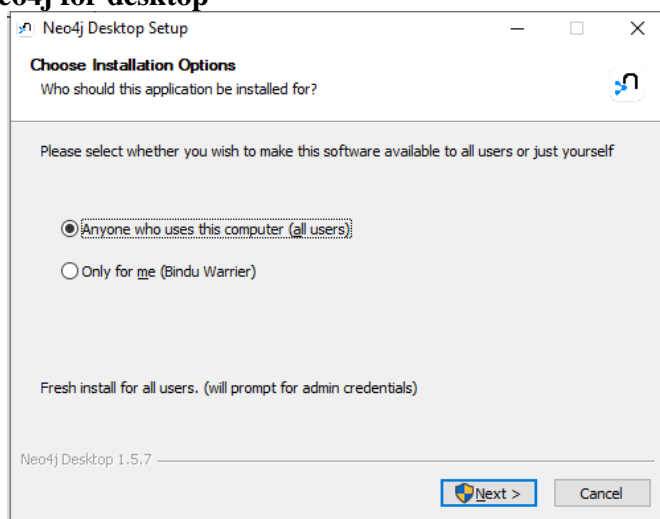 Neo4j Desktop Setup
Choose Installation Options
Who should this application be installed for?
Please select whether you wish to make this software available to all users or just yourself
Anyone who uses this computer (all users)
Only for me (Bindu Warrier)
Fresh install for all users. (will prompt for admin credentials)
Neo4j Desktop 1.5.7
Next >
Cancel